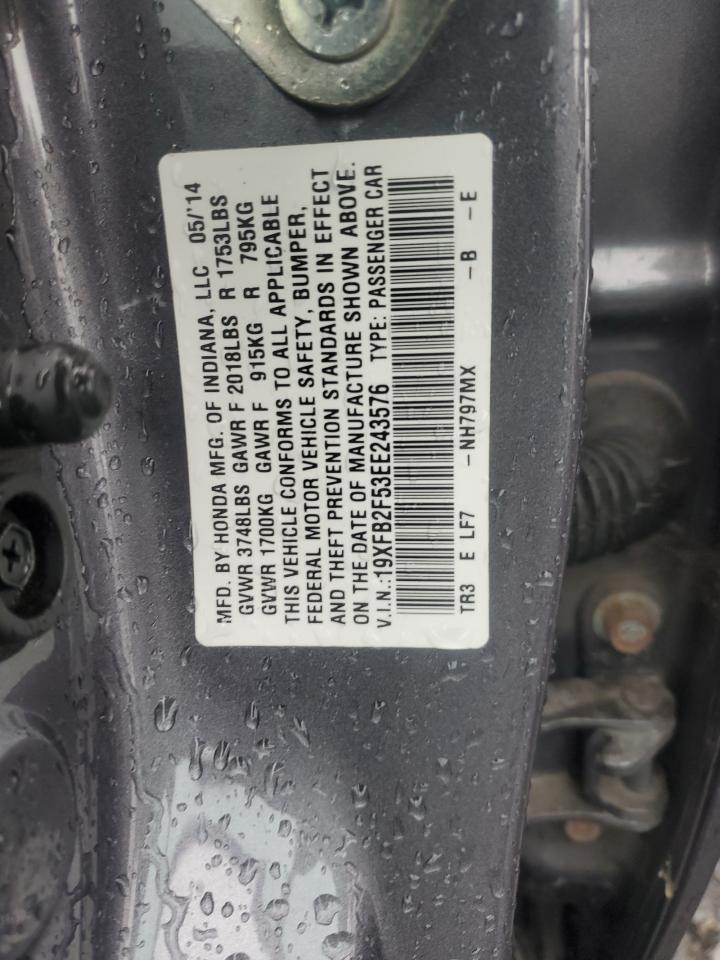 MFD. BY HONDA MFG. OF INDIANA, LLC 05/'14
GVWR 3748LBS GAWR F 2018LBS R 1753LBS
GVWR 1700KG GAWR F 915KG R 795KG
THIS VEHICLE CONFORMS TO ALL APPLICABLE
FEDERAL MOTOR VEHICLE SAFETY, BUMPER,
AND THEFT PREVENTION STANDARDS IN EFFECT
ON THE DATE OF MANUFACTURE SHOWN ABOVE.
V.I.N.:19XFB2F53EE243576 TYPE: PASSENGER CAR
TR3 E LF7 -NH797MX -B -E